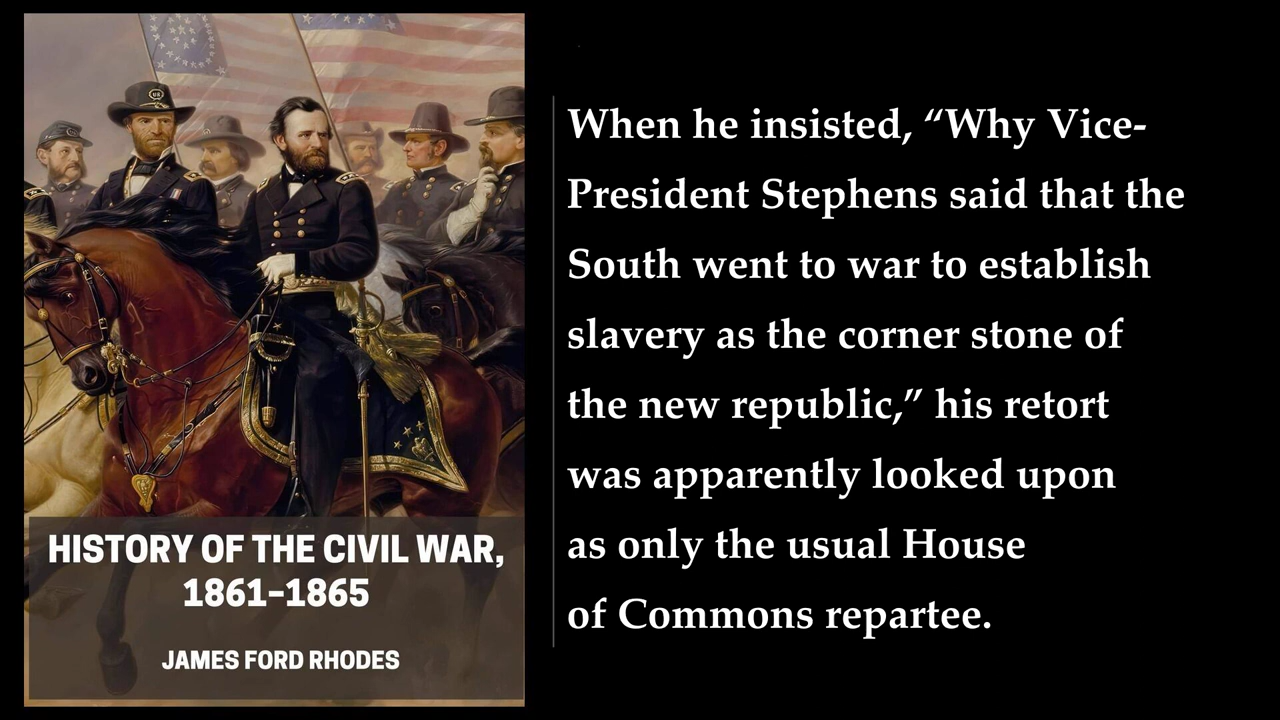 HISTORY OF THE CIVIL WAR,
1861–1865
JAMES FORD RHODES
When he insisted, “Why Vice-
President Stephens said that the
South went to war to establish
slavery as the corner stone of
the new republic,” his retort
was apparently looked upon
as only the usual House
of Commons repartee.